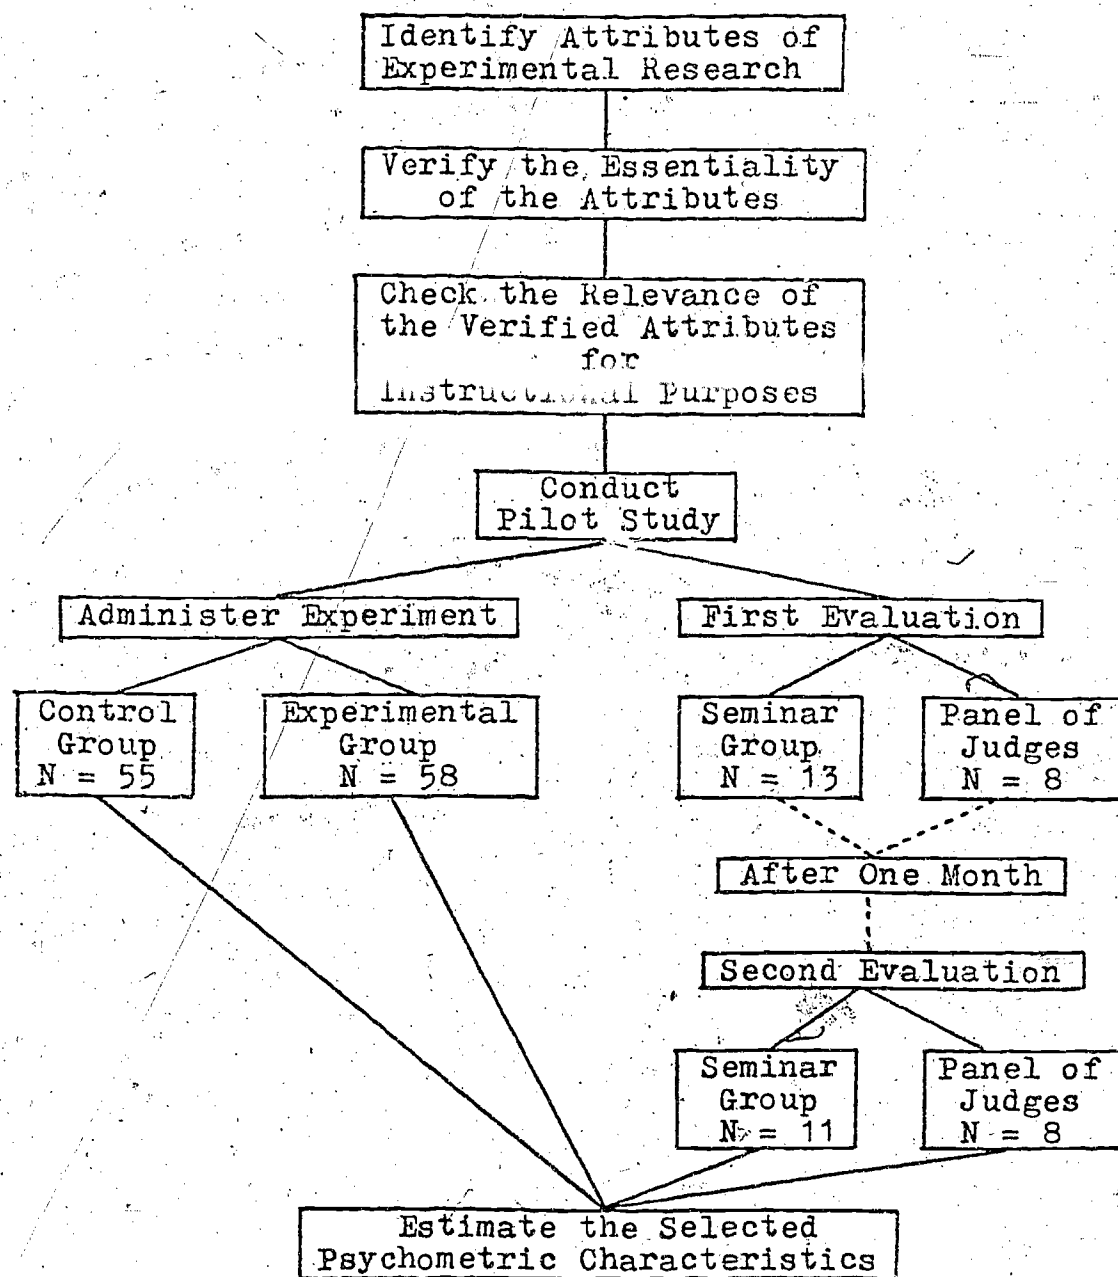 Identify Attributes of
Experimental Research
Verify the Essentiality
of the Attributes
Check the Relevance of
the Verified Attributes
for
Instructional Purposes
Conduct
Pilot Study
Administer Experiment
First Evaluation
Control
Group
N = 55
Experimental
Group
N = 58
Seminar
Group
N = 13
Panel of
Judges
N = 8
After One Month
Second Evaluation
Seminar
Group
N = 11
Panel of
Judges
N = 8
Estimate the Selected
Psychometric Characteristics